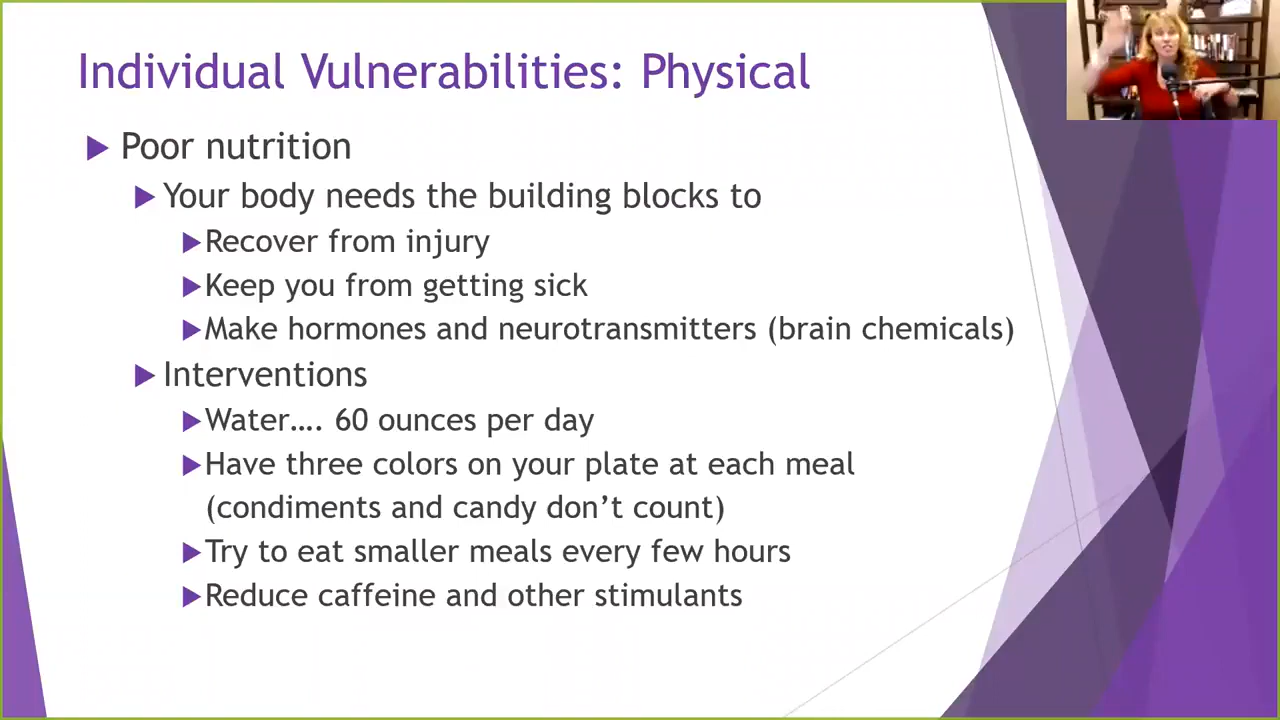 Individual Vulnerabilities: Physical
Poor nutrition
Your body needs the building blocks to
Recover from injury
Keep you from getting sick
Make hormones and neurotransmitters (brain chemicals)
Interventions
Water…. 60 ounces per day
Have three colors on your plate at each meal
(condiments and candy don’t count)
Try to eat smaller meals every few hours
Reduce caffeine and other stimulants